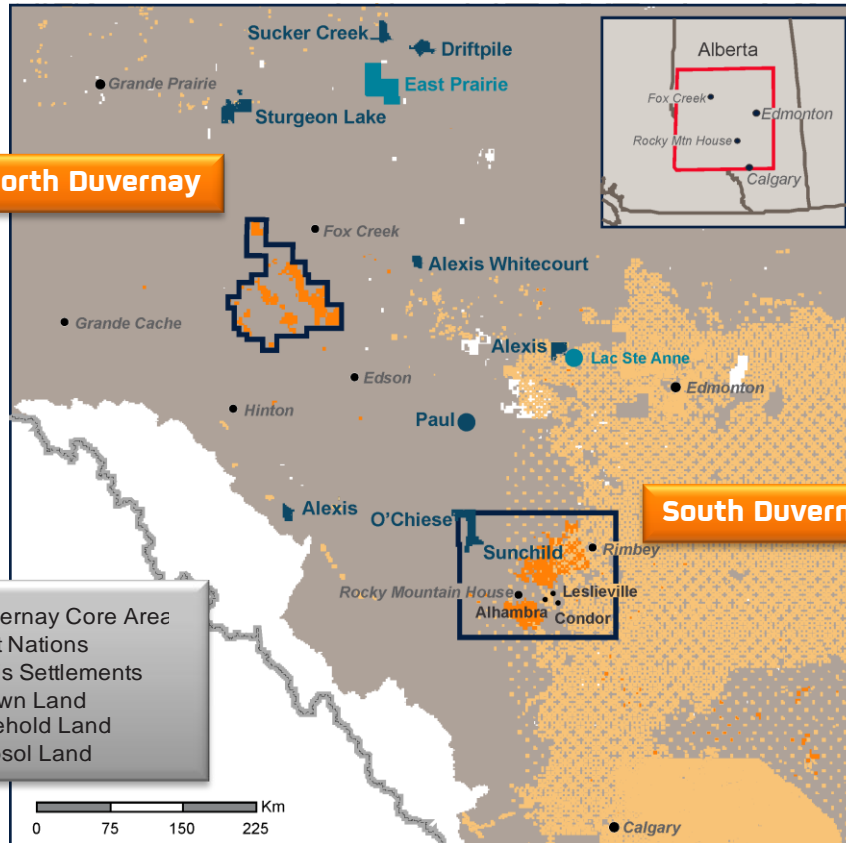 Sucker Creek
Driftpile
Grande Prairie
East Prairie
Sturgeon Lake
Alberta
Fox Creek
Edmonton
Rocky Mtn House
Calgary
orth Duvernay
Fox Creek
Alexis Whitecourt
Grande Cache
Alexis
Lac Ste Anne
Edson
Edmonton
Hinton
Paul
Alexis
O'Chiese
South Duvern
Sunchild
Rimbey
Rocky Mountain House
Leslieville
Alhambra
Condor
ernay Core Area
t Nations
s Settlements
wn Land
ehold Land
sol Land
Km
0 75 150 225
Calgary